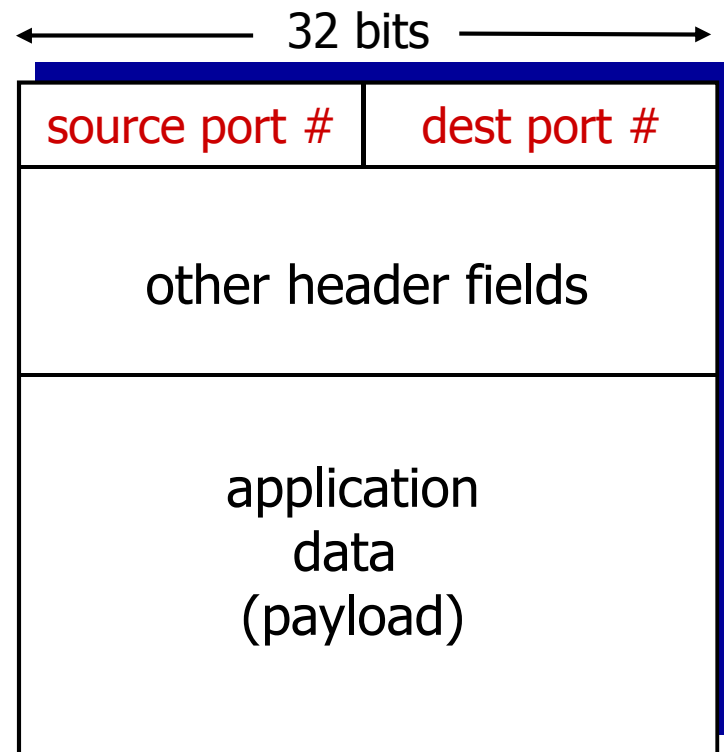 32 bits
source port #
dest port #
other header fields
application
data
(payload)